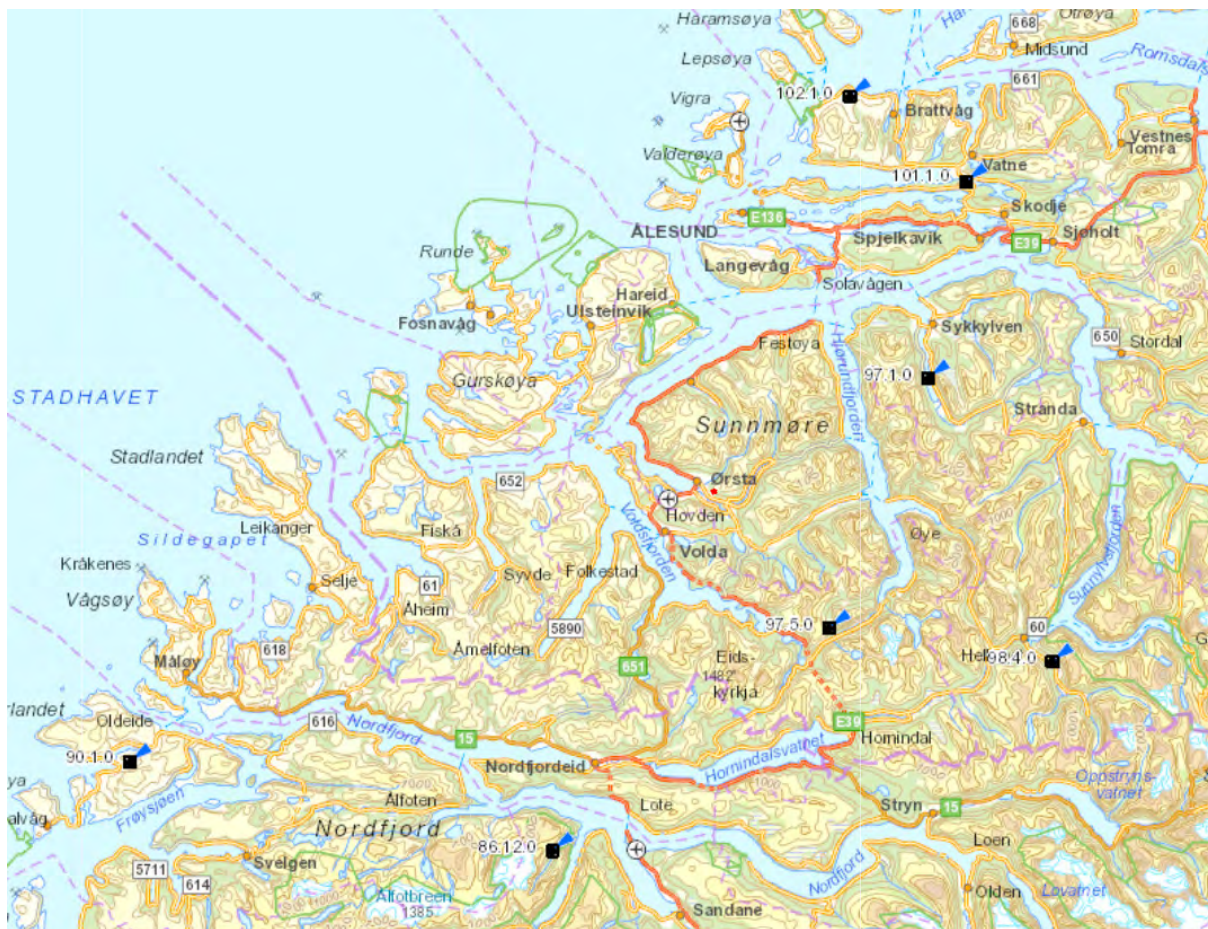 Haramsøya
668
Otrøya
Midsund
Lepsøya
Romsdals
661
102.1.0
Vigra
Brattvåg
Vestnes
Tomra
Valderøya
Vatne
101.1.0
Skodje
E136
ÅLESUND
Spjelkavik
E39
Sjøholt
Runde
Langevåg
Solavågen
Hareid
Fosnavåg
Ulsteinvik
Sykkylven
Festøya
650
Stordal
Hjørundfjorden
Gurskøya
97.1.0
STADHAVET
Stranda
Sunnmøre
Stadlandet
652
Ørsta
Hovden
Leikanger
Fiskå
Voldsfjorden
Øye
Sildegapet
Volda
Sunnylvsfjorden
Kråkenes
Syvde
Folkestad
Selje
61
Vågsøy
Åheim
97.5.0
5890
60
618
Åmelfoten
Hel
98.4.0
Måløy
651
Eids-
1482
kyrkja
rlandet
Oldeide
616
Nordfjord
15
E39
Hornindal
90.1.0
Nordfjordeid
Hornindalsvatnet
Oppstryns-
vatnet
Frøysjøen
Ålfoten
1000
Lote
Stryn
15
alvåg
Nordfjord
86.12.0
Loen
5711
Svelgen
Nordfjord
614
Ålfotbreen
1385
Olden
Lovatnet
Sandane